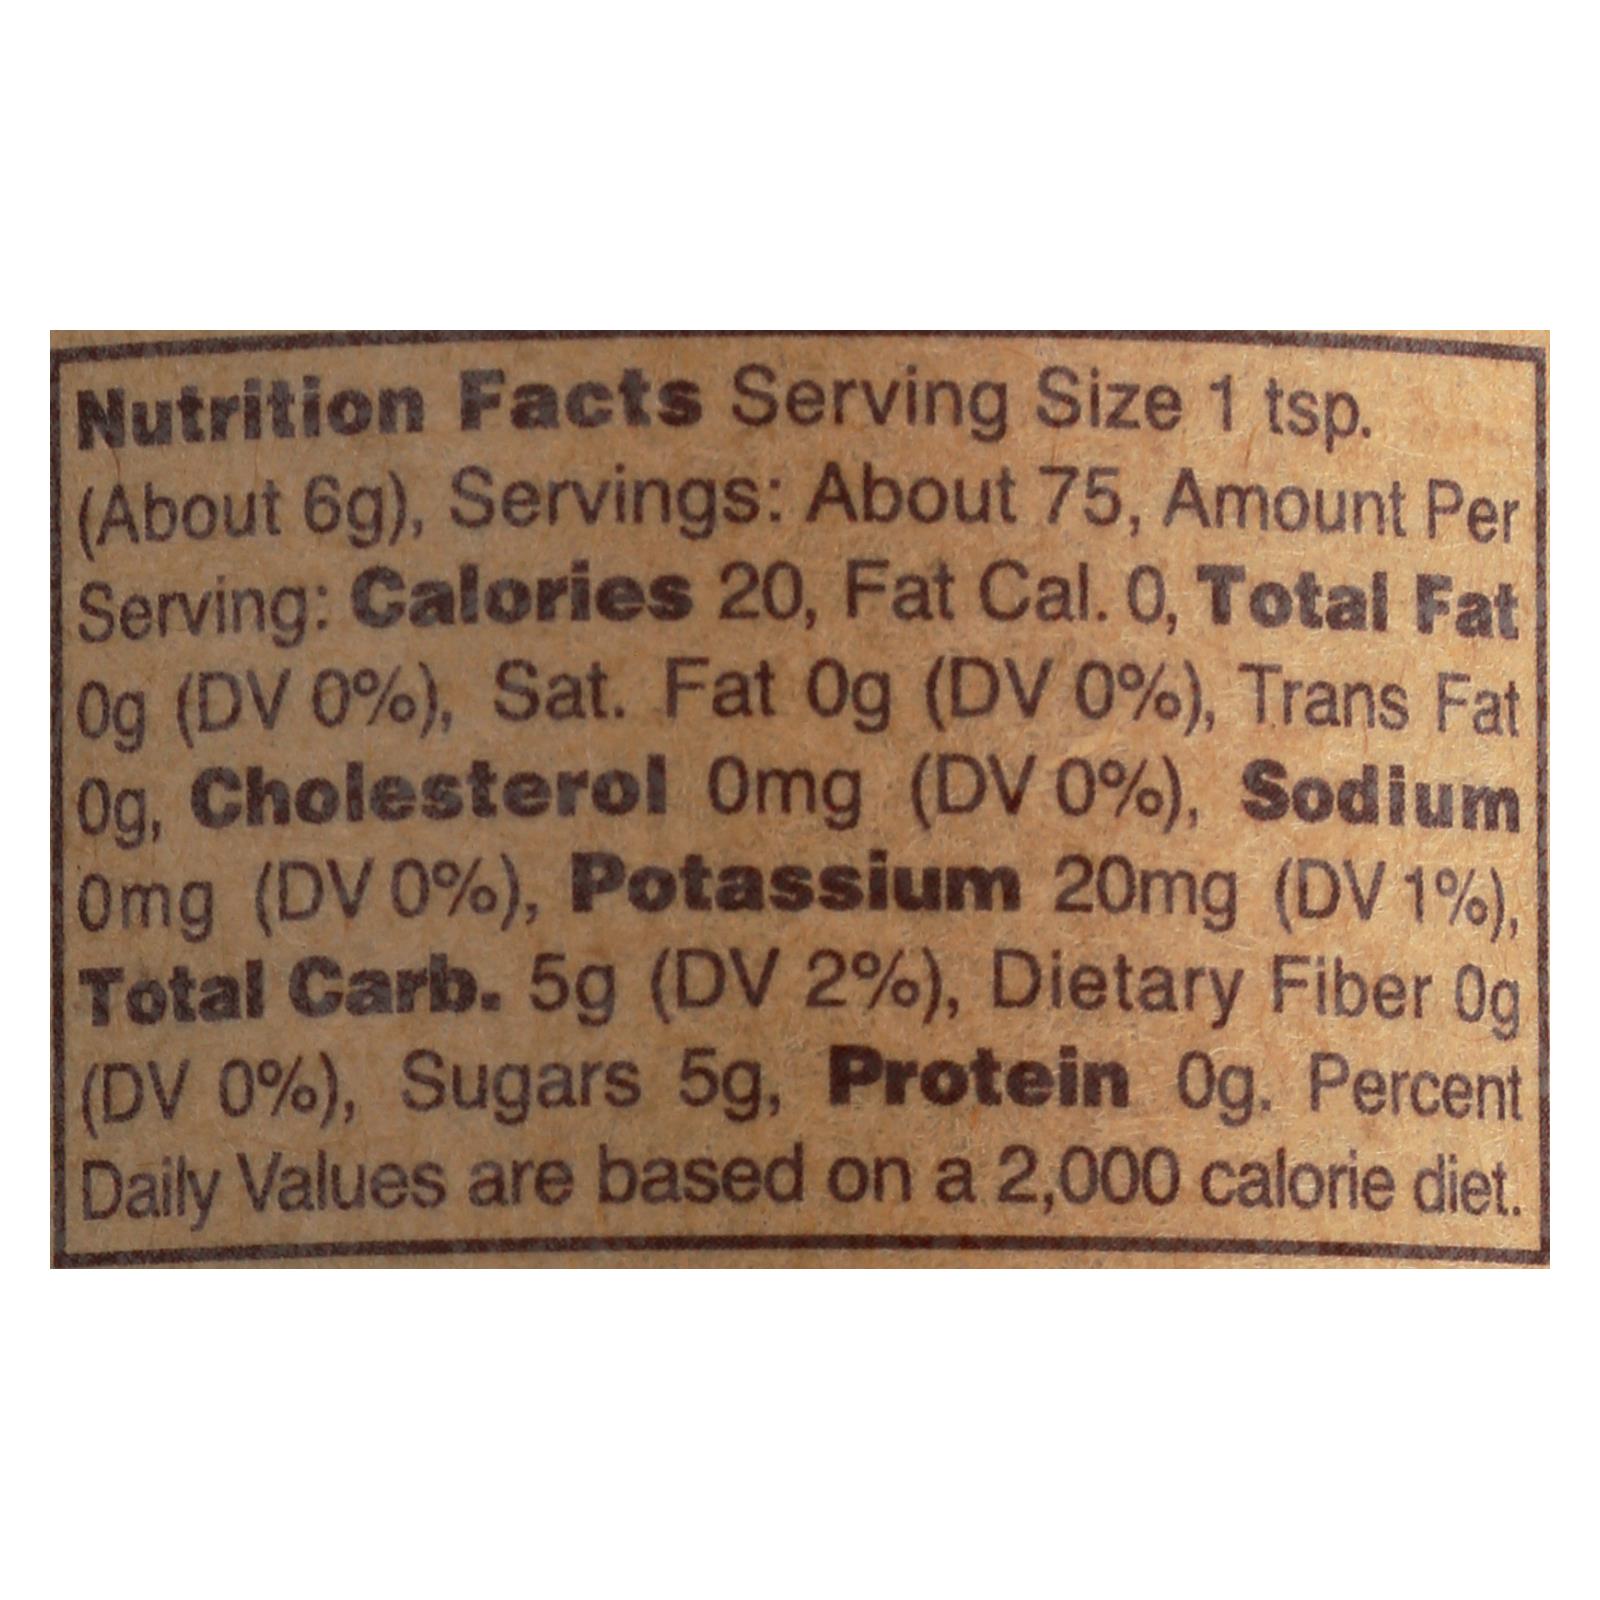 Nutrition Facts Serving Size 1 tsp.
(About 6g), Servings: About 75, Amount Per
Serving: Calories 20, Fat Cal. 0, Total Fat
0g (DV 0%), Sat. Fat 0g (DV 0%), Trans Fat
0g, Cholesterol 0mg (DV 0%), Sodium
0mg (DV 0%), Potassium 20mg (DV 1%),
Total Carb. 5g (DV 2%), Dietary Fiber 0g
(DV 0%), Sugars 5g, Protein 0g. Percent
Daily Values are based on a 2,000 calorie diet.